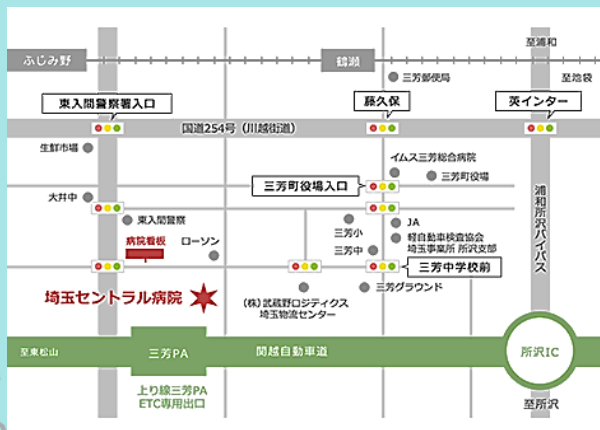 至浦和
ふじみ野
鶴瀬
三芳郵便局
至池袋
東入間警察署入口
藤久保
英インター
国道254号(川越街道)
生鮮市場
イムス三芳総合病院
三芳町役場
三芳町役場入口
大井中
東入間警察
三芳小
JA
浦和所沢バイパス
病院看板
ローソン
三芳中
軽自動車検査協会
埼玉事業所 所沢支部
三芳中学校前
埼玉セントラル病院
(株)武蔵野ロジスティクス
埼玉物流センター
三芳グラウンド
至東松山
三芳PA
関越自動車道
所沢IC
上り線三芳PA
ETC専用出口
至所沢